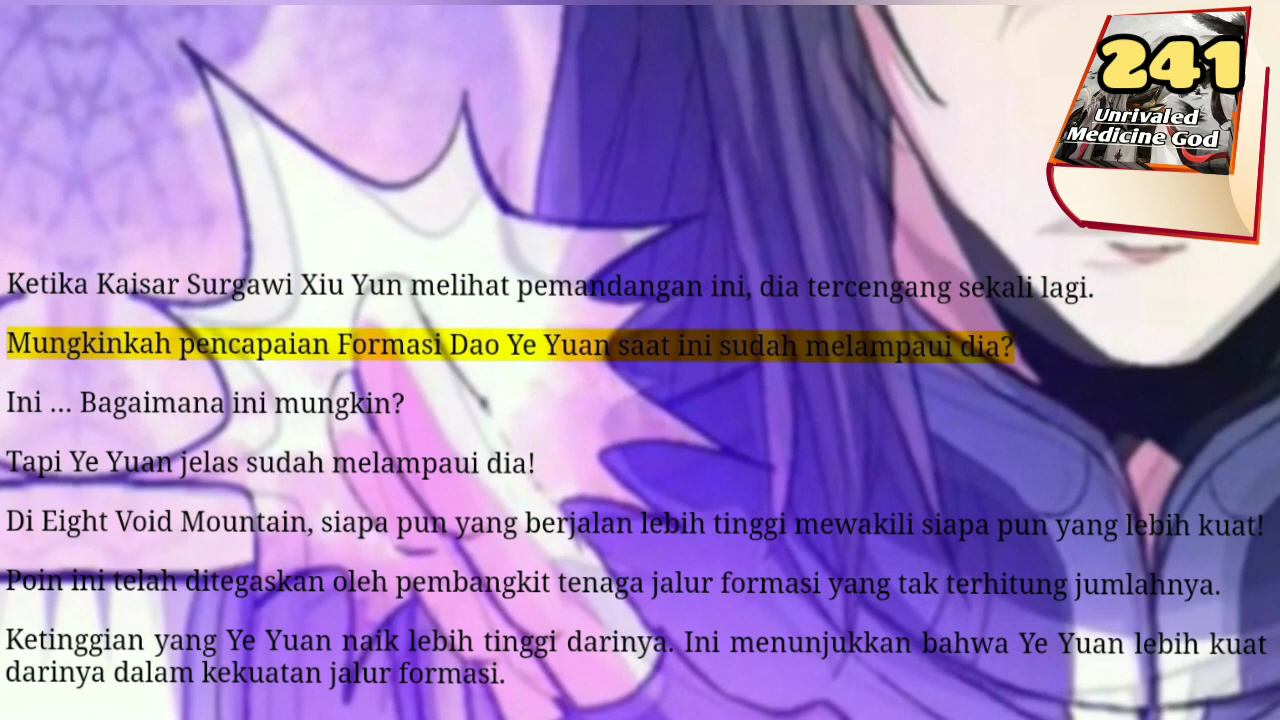 241
Unrivaled
Medicine God
Ketika Kaisar Surgawi Xiu Yun melihat pemandangan ini, dia tercengang sekali lagi.
Mungkinkah pencapaian Formasi Dao Ye Yuan saat ini sudah melampaui dia?
Ini ... Bagaimana ini mungkin?
Tapi Ye Yuan jelas sudah melampaui dia!
Di Eight Void Mountain, siapa pun yang berjalan lebih tinggi mewakili siapa pun yang lebih kuat!
Poin ini telah ditegaskan oleh pembangkit tenaga jalur formasi yang tak terhitung jumlahnya.
Ketinggian yang Ye Yuan naik lebih tinggi darinya. Ini menunjukkan bahwa Ye Yuan lebih kuat
darinya dalam kekuatan jalur formasi.